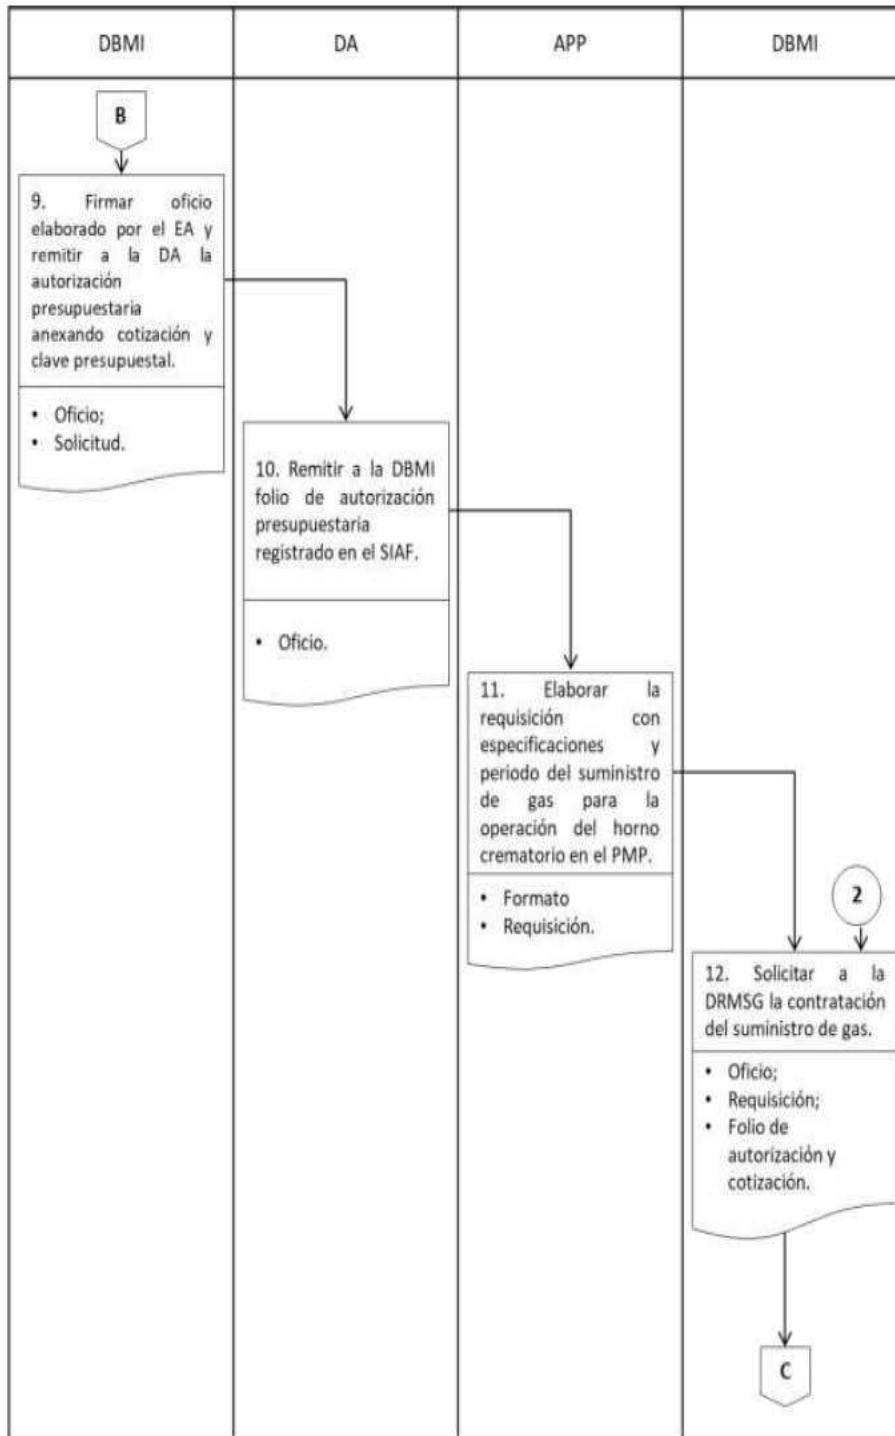 DBMI
DA
APP
DBMI
B
9. Firmar oficio
elaborado por el EA y
remitir a la DA la
autorización
presupuestaria
anexando cotización y
clave presupuestal.
• Oficio;
• Solicitud.
10. Remitir a la DBMI
folio de autorización
presupuestaria
registrado en el SIAF.
• Oficio.
11. Elaborar la
requisición con
especificaciones y
periodo del suministro
de gas para la
operación del horno
crematorio en el PMP.
• Formato
• Requisición.
2
12. Solicitar a la
DRMSG la contratación
del suministro de gas.
• Oficio;
• Requisición;
• Folio de
autorización y
cotización.
C